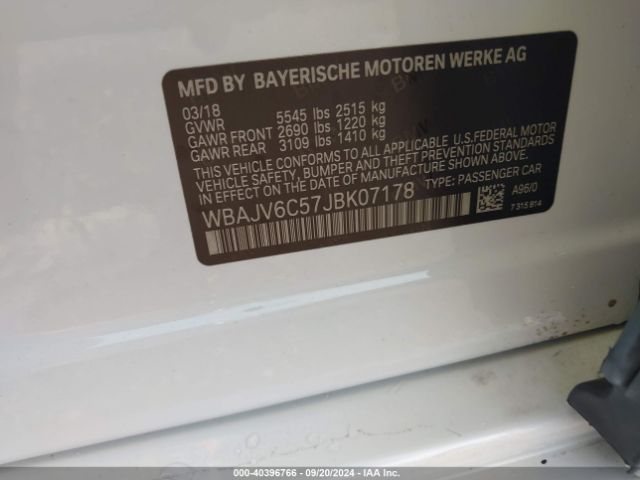 MFD BY BAYERISCHE MOTOREN WERKE AG
03/18
GVWR 5545 lbs 2515 kg
GAWR FRONT 2690 lbs 1220 kg
GAWR REAR 3109 lbs 1410 kg
THIS VEHICLE CONFORMS TO ALL APPLICABLE U.S.FEDERAL MOTOR
VEHICLE SAFETY, BUMPER, AND THEFT PREVENTION STANDARDS
IN EFFECT ON THE DATE OF MANUFACTURE SHOWN ABOVE.
WBAJV6C57JBK07178 TYPE: PASSENGER CAR
A96/0
7 315 814
000-40396766 - 09/20/2024 - IAA Inc.